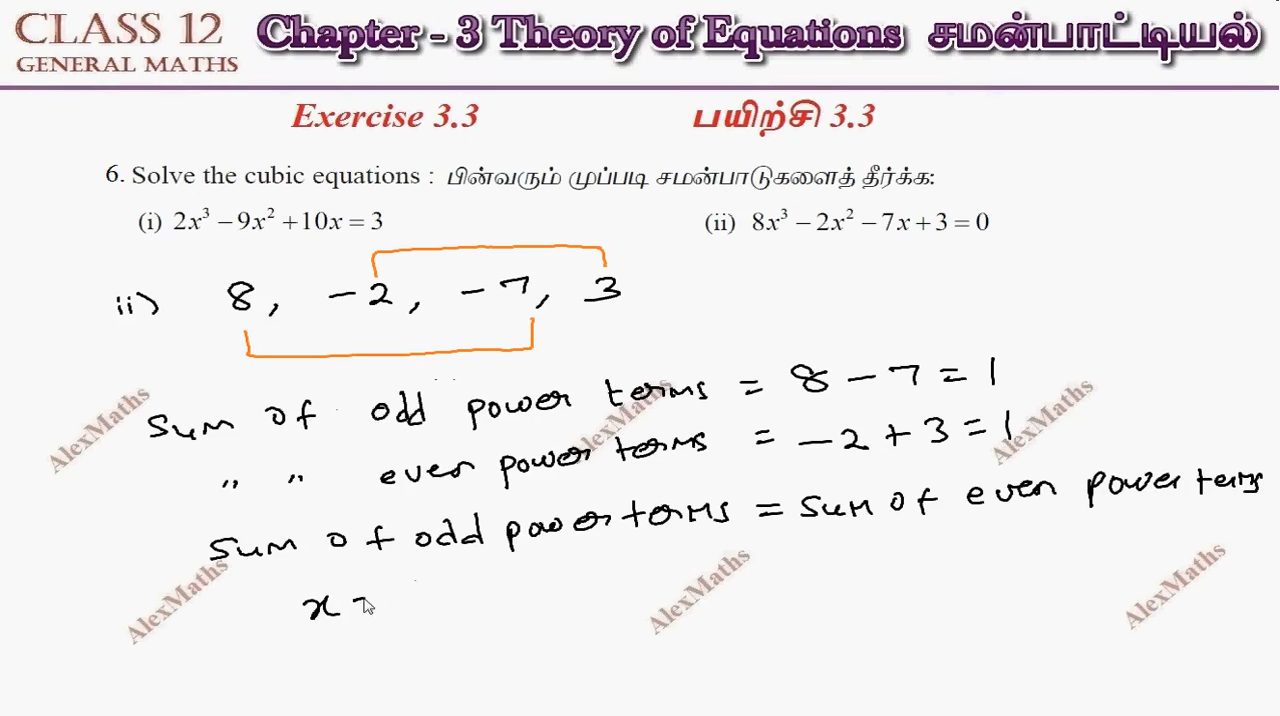 CLASS 12
GENERAL MATHS
Chapter - 3 Theory of Equations சமன்பாட்டியல்
Exercise 3.3 பயிற்சி 3.3
6. Solve the cubic equations : பின்வரும் முப்படி சமன்பாடுகளைத் தீர்க்க:
(i) 2x³ − 9x² + 10x = 3 (ii) 8x³ − 2x² − 7x + 3 = 0
ii) 8, −2, −7, 3
Sum of odd power terms = 8 − 7 = 1
" " even power terms = −2 + 3 = 1
Sum of odd power terms = Sum of even power terms
x
AlexMaths
AlexMaths
AlexMaths
AlexMaths
AlexMaths
AlexMaths